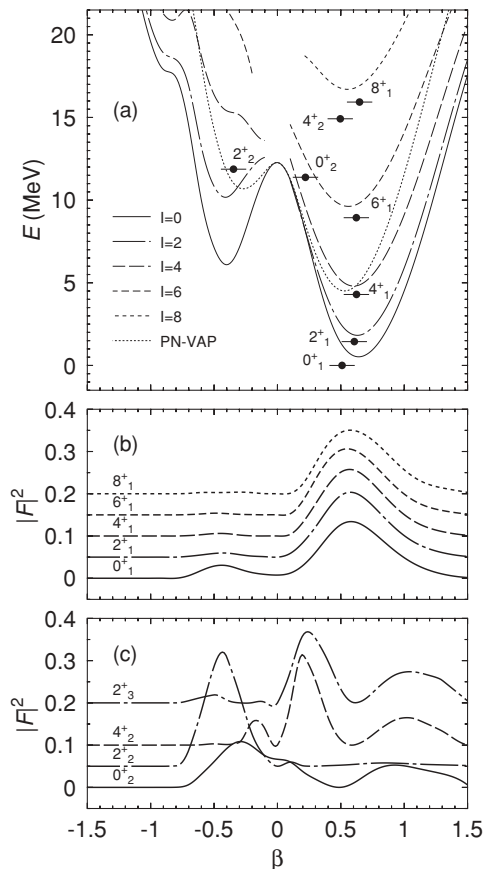 20
15
10
5
0
E (MeV)
(a)
8⁺₁
4⁺₂
2⁺₂
0⁺₂
6⁺₁
4⁺₁
2⁺₁
0⁺₁
I=0
I=2
I=4
I=6
I=8
PN-VAP
0.4
0.3
0.2
0.1
0
|F|²
(b)
8⁺₁
6⁺₁
4⁺₁
2⁺₁
0⁺₁
0.4
0.3
0.2
0.1
0
|F|²
(c)
2⁺₃
4⁺₂
2⁺₂
0⁺₂
-1.5 -1 -0.5 0 0.5 1 1.5
β